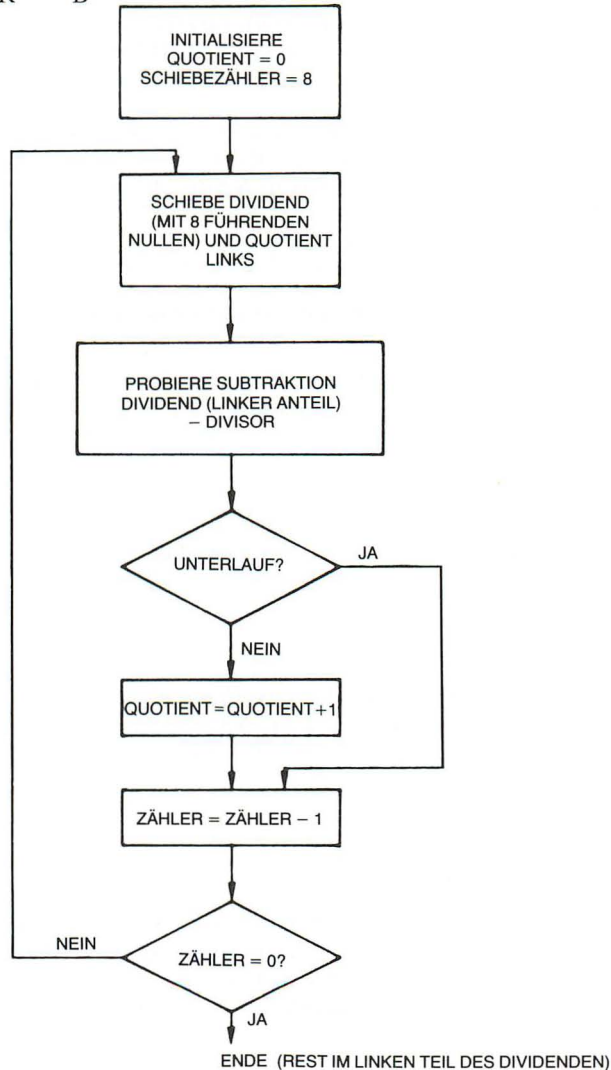 INITIALISIERE
QUOTIENT = 0
SCHIEBEZÄHLER = 8
SCHIEBE DIVIDEND
(MIT 8 FÜHRENDEN
NULLEN) UND QUOTIENT
LINKS
PROBIERE SUBTRAKTION
DIVIDEND (LINKER ANTEIL)
– DIVISOR
UNTERLAUF?
JA
NEIN
QUOTIENT = QUOTIENT+1
ZÄHLER = ZÄHLER – 1
NEIN
ZÄHLER = 0?
JA
ENDE (REST IM LINKEN TEIL DES DIVIDENDEN)